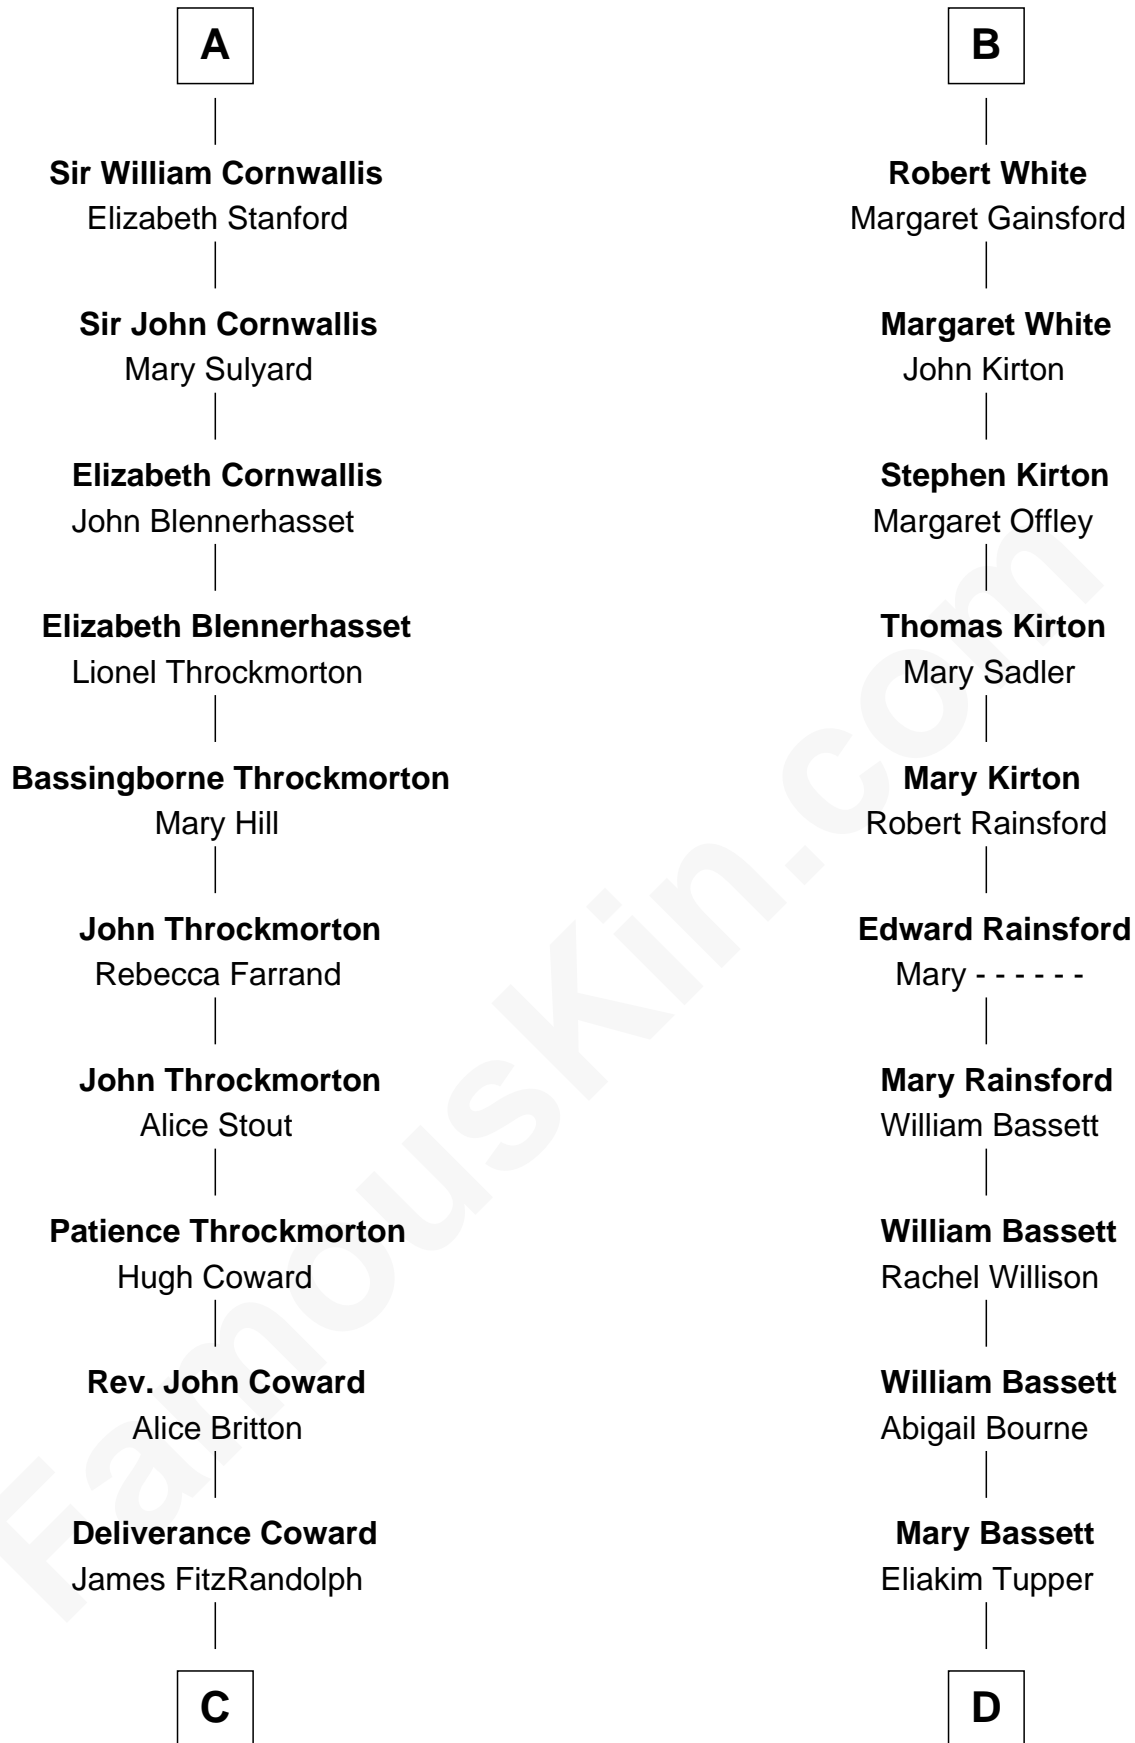 A
Sir William Cornwallis
Elizabeth Stanford
Sir John Cornwallis
Mary Sulyard
Elizabeth Cornwallis
John Blennerhasset
Elizabeth Blennerhasset
Lionel Throckmorton
Bassingborne Throckmorton
Mary Hill
John Throckmorton
Rebecca Farrand
John Throckmorton
Alice Stout
Patience Throckmorton
Hugh Coward
Rev. John Coward
Alice Britton
Deliverance Coward
James FitzRandolph
C
B
Robert White
Margaret Gainsford
Margaret White
John Kirton
Stephen Kirton
Margaret Offley
Thomas Kirton
Mary Sadler
Mary Kirton
Robert Rainsford
Edward Rainsford
Mary - - - - - -
Mary Rainsford
William Bassett
William Bassett
Rachel Willison
William Bassett
Abigail Bourne
Mary Bassett
Eliakim Tupper
D
FamousKin.com